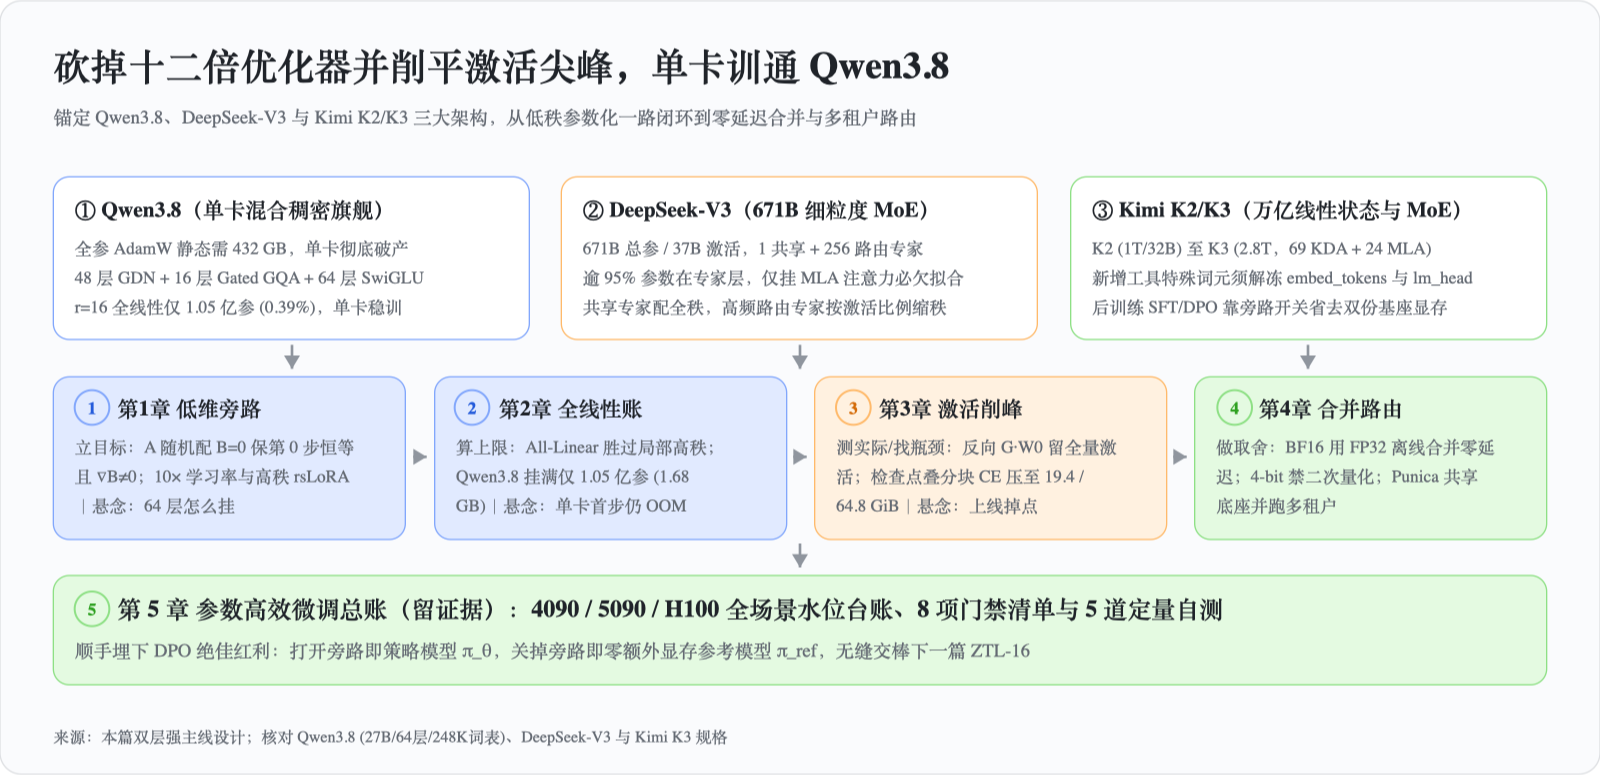 砍掉十二倍优化器并削平激活尖峰，单卡训通 Qwen3.8
锚定 Qwen3.8、DeepSeek-V3 与 Kimi K2/K3 三大架构，从低秩参数化一路闭环到零延迟合并与多租户路由
① Qwen3.8（单卡混合稠密旗舰）
全参 AdamW 静态需 432 GB，单卡彻底破产
48 层 GDN + 16 层 Gated GQA + 64 层 SwiGLU
r=16 全线性仅 1.05 亿参 (0.39%)，单卡稳训
② DeepSeek-V3（671B 细粒度 MoE）
671B 总参 / 37B 激活，1 共享 + 256 路由专家
逾 95% 参数在专家层，仅挂 MLA 注意力必欠拟合
共享专家配全秩，高频路由专家按激活比例缩秩
③ Kimi K2/K3（万亿线性状态与 MoE）
K2 (1T/32B) 至 K3 (2.8T，69 KDA + 24 MLA)
新增工具特殊词元须解冻 embed_tokens 与 lm_head
后训练 SFT/DPO 靠旁路开关省去双份基座显存
1 第1章 低维旁路
立目标：A 随机配 B=0 保第 0 步恒等
且 ∇B≠0；10× 学习率与高秩 rsLoRA
｜悬念：64 层怎么挂
2 第2章 全线性账
算上限：All-Linear 胜过局部高秩；
Qwen3.8 挂满仅 1.05 亿参 (1.68
GB)｜悬念：单卡首步仍 OOM
3 第3章 激活削峰
测实际/找瓶颈：反向 G·W0 留全量激
活；检查点叠分块 CE 压至 19.4 /
64.8 GiB｜悬念：上线掉点
4 第4章 合并路由
做取舍：BF16 用 FP32 离线合并零延
迟；4-bit 禁二次量化；Punica 共享
底座并跑多租户
5 第 5 章 参数高效微调总账（留证据）：4090 / 5090 / H100 全场景水位台账、8 项门禁清单与 5 道定量自测
顺手埋下 DPO 绝佳红利：打开旁路即策略模型 π_θ，关掉旁路即零额外显存参考模型 π_ref，无缝交棒下一篇 ZTL-16
来源：本篇双层强主线设计；核对 Qwen3.8 (27B/64层/248K词表)、DeepSeek-V3 与 Kimi K3 规格